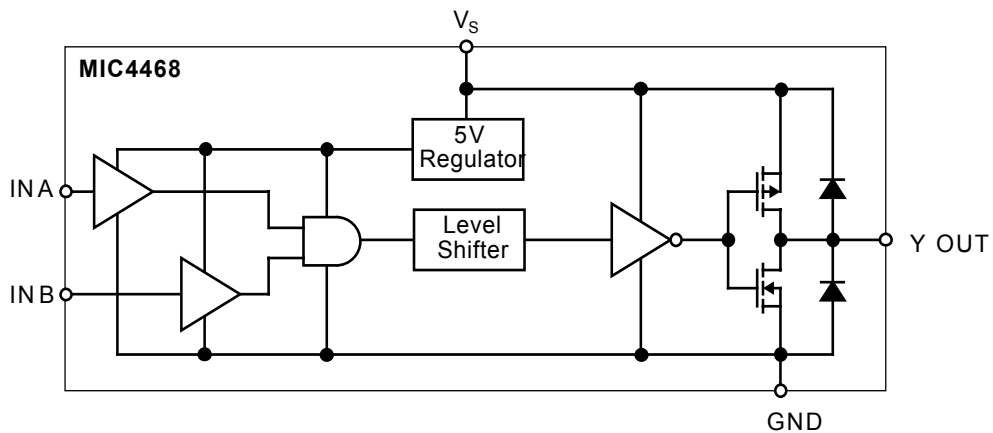 VS
MIC4468
5V
Regulator
INA
Level
Shifter
Y OUT
INB
GND